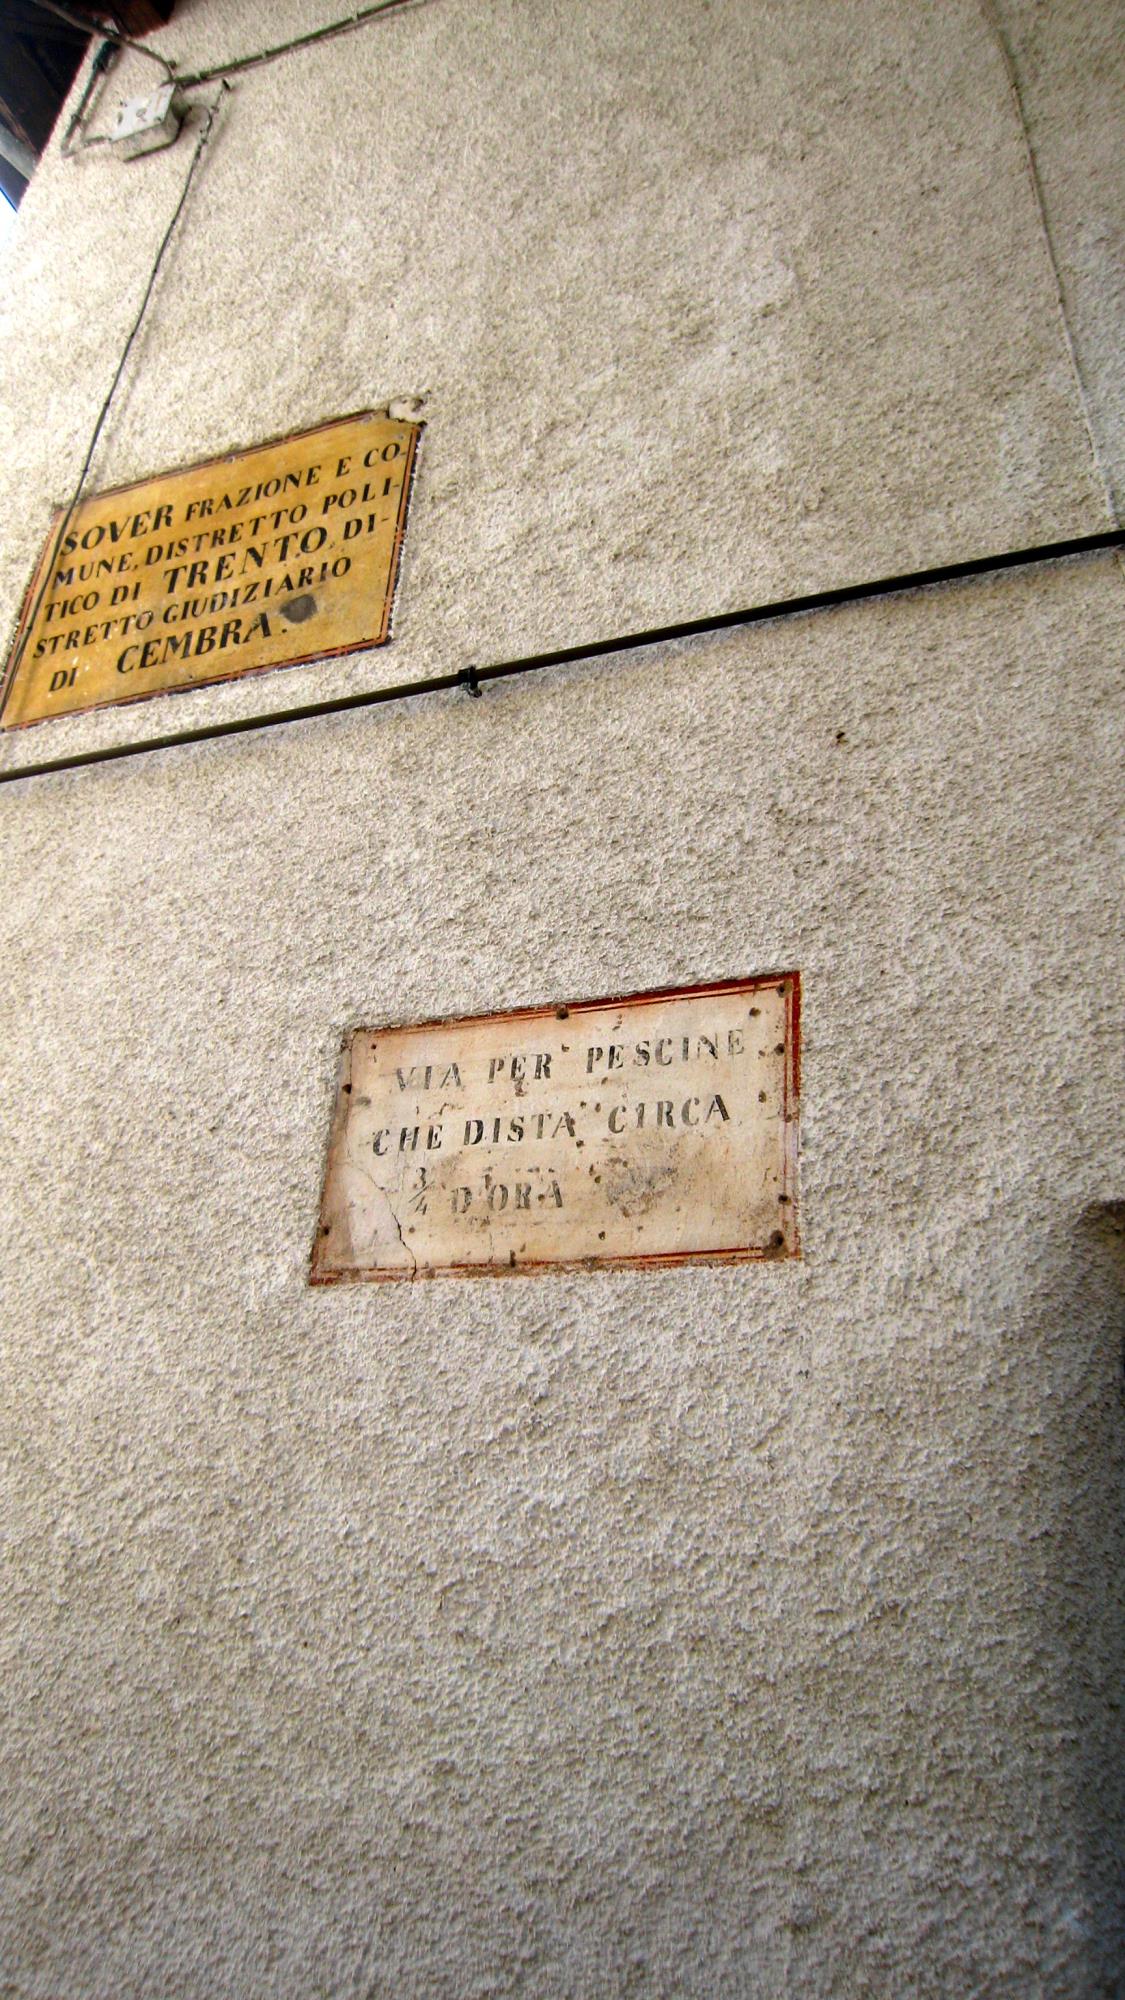 SOVER FRAZIONE E CO-
MUNE, DISTRETTO POLI-
TICO DI TRENTO, DI-
STRETTO GIUDIZIARIO
DI CEMBRA.
VIA PER PESCINE
CHE DISTA CIRCA
3/4 D'ORA